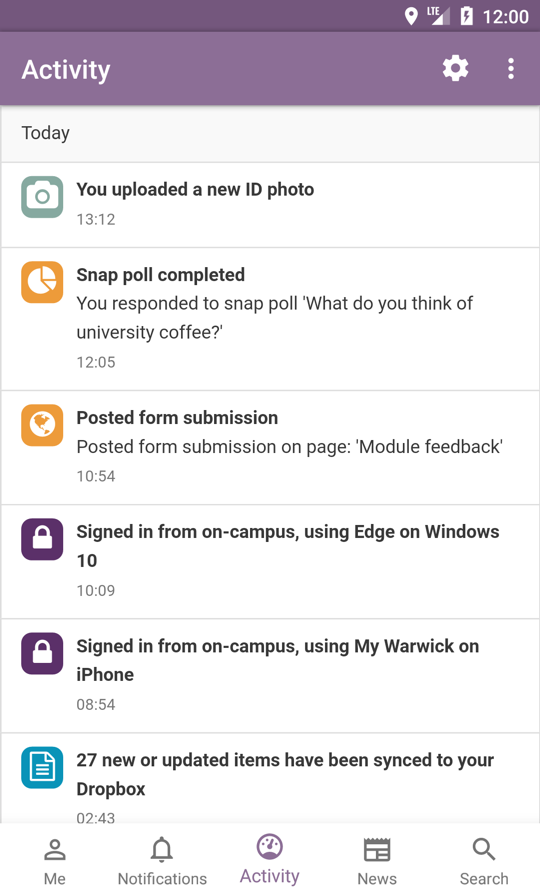 LTE 12:00
Activity
Today
You uploaded a new ID photo
13:12
Snap poll completed
You responded to snap poll 'What do you think of
university coffee?'
12:05
Posted form submission
Posted form submission on page: 'Module feedback'
10:54
Signed in from on-campus, using Edge on Windows
10
10:09
Signed in from on-campus, using My Warwick on
iPhone
08:54
27 new or updated items have been synced to your
Dropbox
02:43
Me Notifications Activity News Search